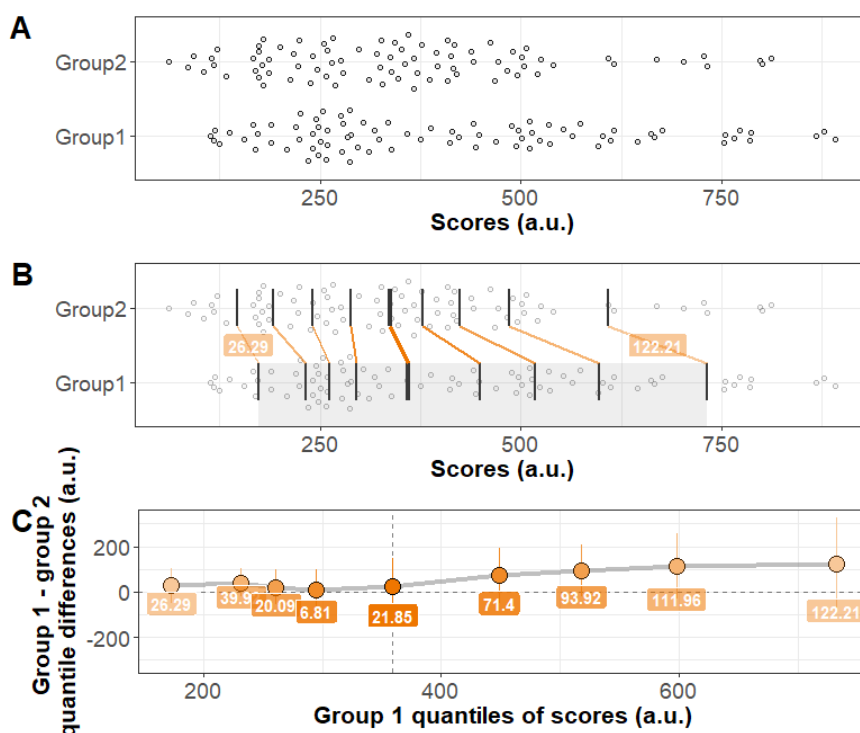 A
Group2
Group1
250
500
750
Scores (a.u.)
B
Group2
26.29
122.21
Group1
250
500
750
Scores (a.u.)
C
Group 1 - group 2
quantile differences (a.u.)
200
0
-200
26.29
20.09
6.81
21.85
71.4
93.92
111.96
122.21
200
400
600
Group 1 quantiles of scores (a.u.)